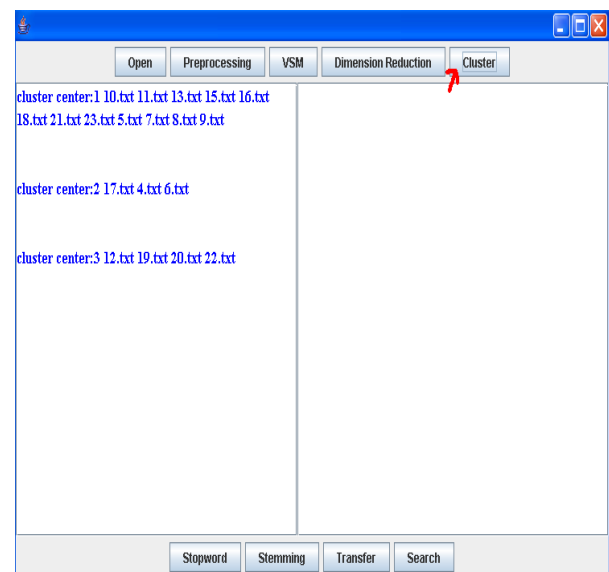 Open Preprocessing VSM Dimension Reduction Cluster
cluster center:1 10.txt 11.txt 13.txt 15.txt 16.txt
18.txt 21.txt 23.txt 5.txt 7.txt 8.txt 9.txt
cluster center:2 17.txt 4.txt 6.txt
cluster center:3 12.txt 19.txt 20.txt 22.txt
Stopword Stemming Transfer Search